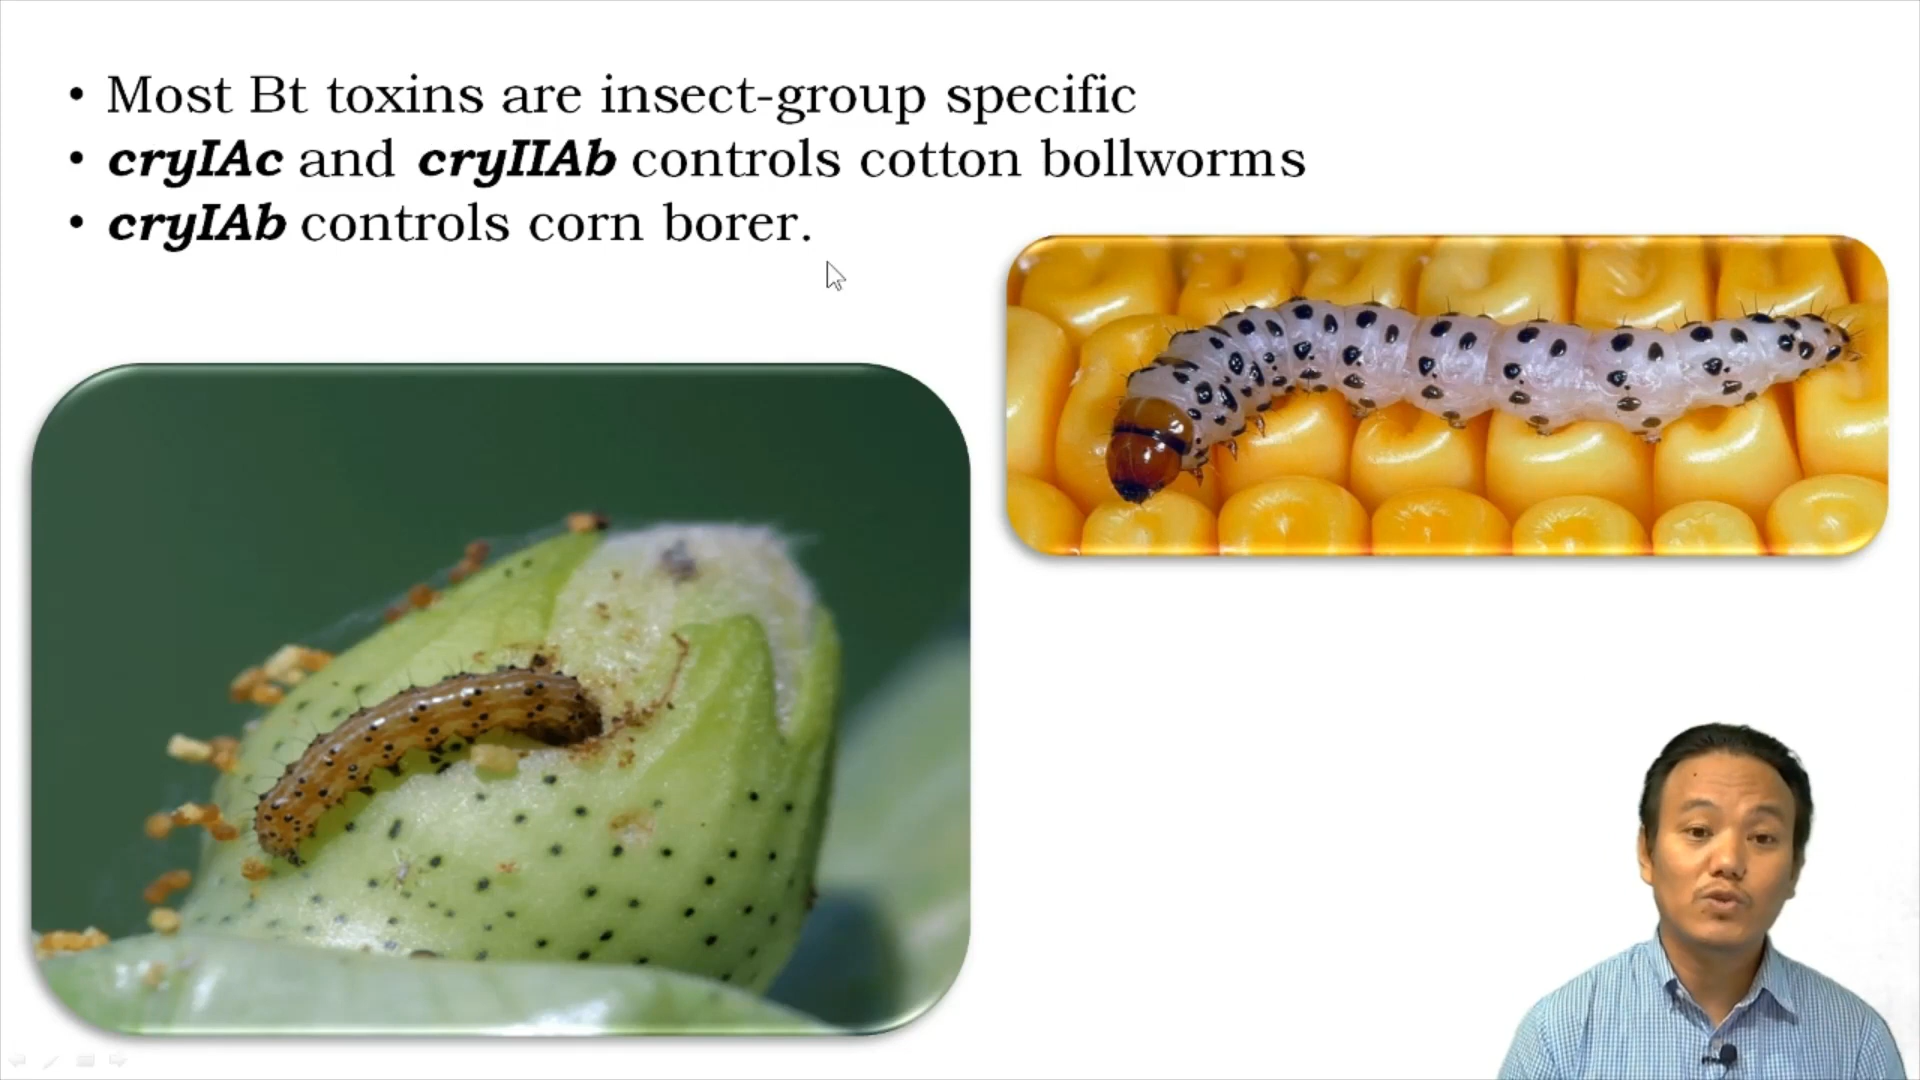 • Most Bt toxins are insect-group specific
• cryIAc and cryIIAb controls cotton bollworms
• cryIAb controls corn borer.